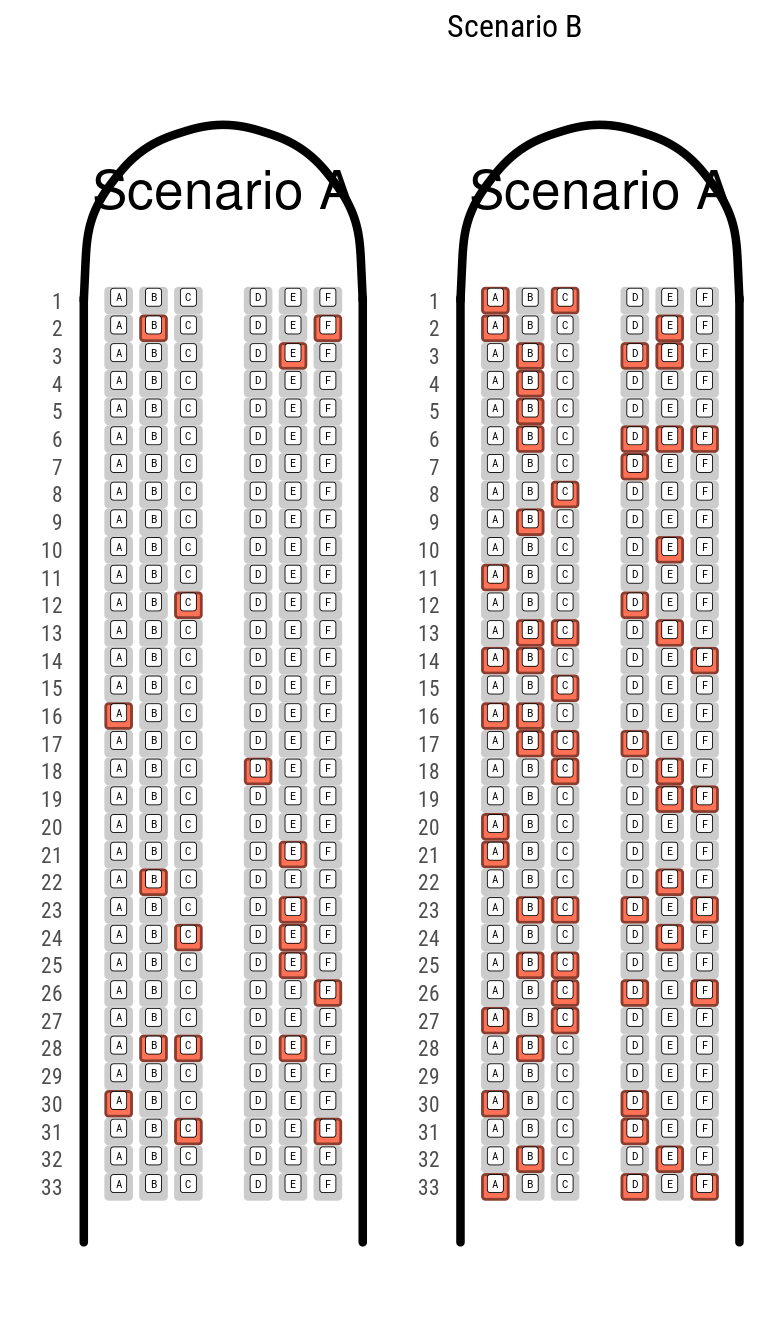 Scenario B
Scenario A Scenario A
1 A B C D E F 1 A B C D E F
2 A B C D E F 2 A B C D E F
3 A B C D E F 3 A B C D E F
4 A B C D E F 4 A B C D E F
5 A B C D E F 5 A B C D E F
6 A B C D E F 6 A B C D E F
7 A B C D E F 7 A B C D E F
8 A B C D E F 8 A B C D E F
9 A B C D E F 9 A B C D E F
10 A B C D E F 10 A B C D E F
11 A B C D E F 11 A B C D E F
12 A B C D E F 12 A B C D E F
13 A B C D E F 13 A B C D E F
14 A B C D E F 14 A B C D E F
15 A B C D E F 15 A B C D E F
16 A B C D E F 16 A B C D E F
17 A B C D E F 17 A B C D E F
18 A B C D E F 18 A B C D E F
19 A B C D E F 19 A B C D E F
20 A B C D E F 20 A B C D E F
21 A B C D E F 21 A B C D E F
22 A B C D E F 22 A B C D E F
23 A B C D E F 23 A B C D E F
24 A B C D E F 24 A B C D E F
25 A B C D E F 25 A B C D E F
26 A B C D E F 26 A B C D E F
27 A B C D E F 27 A B C D E F
28 A B C D E F 28 A B C D E F
29 A B C D E F 29 A B C D E F
30 A B C D E F 30 A B C D E F
31 A B C D E F 31 A B C D E F
32 A B C D E F 32 A B C D E F
33 A B C D E F 33 A B C D E F